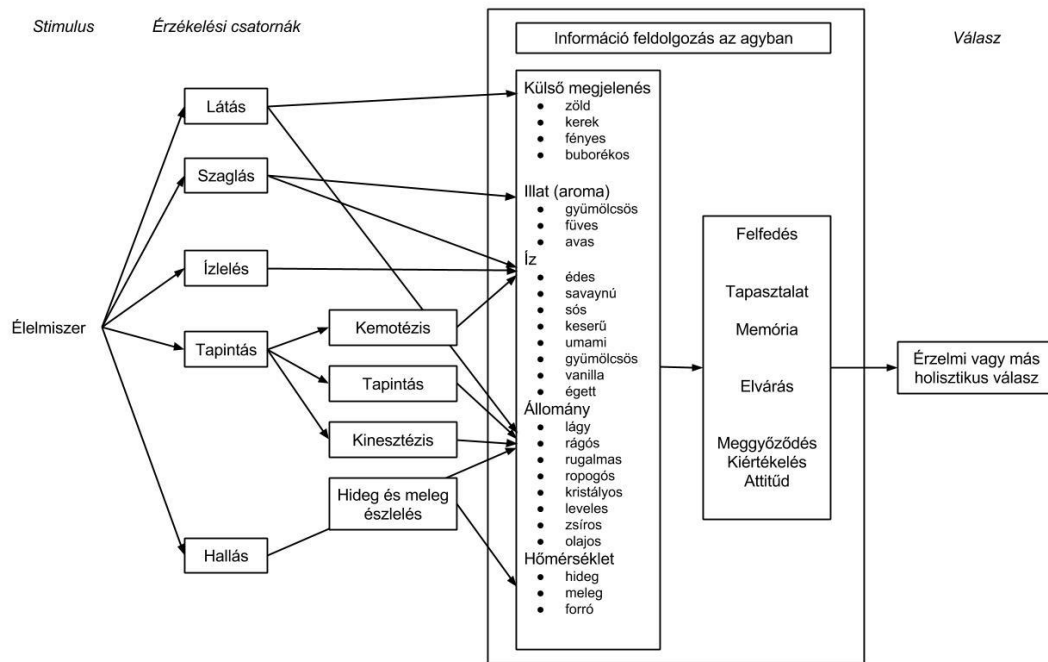 Stimulus
Érzékelési csatornák
Információ feldolgozás az agyban
Válasz
Élelmiszer
Látás
Szaglás
Ízlelés
Tapintás
Hallás
Kemotézis
Tapintás
Kinesztézis
Hideg és meleg
észlelés
Külső megjelenés
● zöld
● kerek
● fényes
● buborékos
Illat (aroma)
● gyümölcsös
● füves
● avas
Íz
● édes
● savaynú
● sós
● keserű
● umami
● gyümölcsös
● vanilla
● égett
Állomány
● lágy
● rágós
● rugalmas
● ropogós
● kristályos
● leveles
● zsíros
● olajos
Hőmérséklet
● hideg
● meleg
● forró
Felfedés
Tapasztalat
Memória
Elvárás
Meggyőződés
Kiértékelés
Attitűd
Érzelmi vagy más
holisztikus válasz